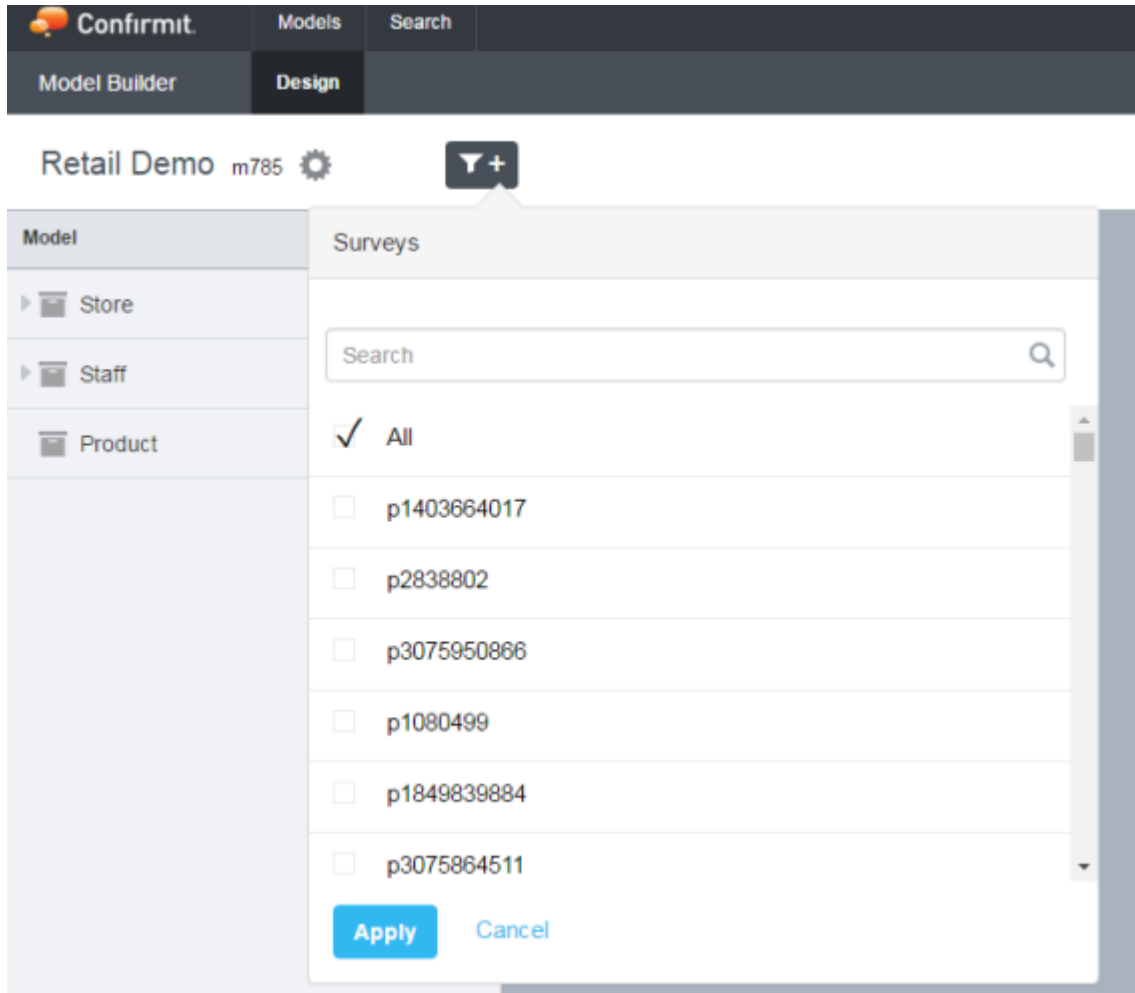 Confirmit. Models Search
Model Builder Design
Retail Demo m785
Model
Surveys
Store
Search
Staff
All
Product
p1403664017
p2838802
p3075950866
p1080499
p1849839884
p3075864511
Apply Cancel